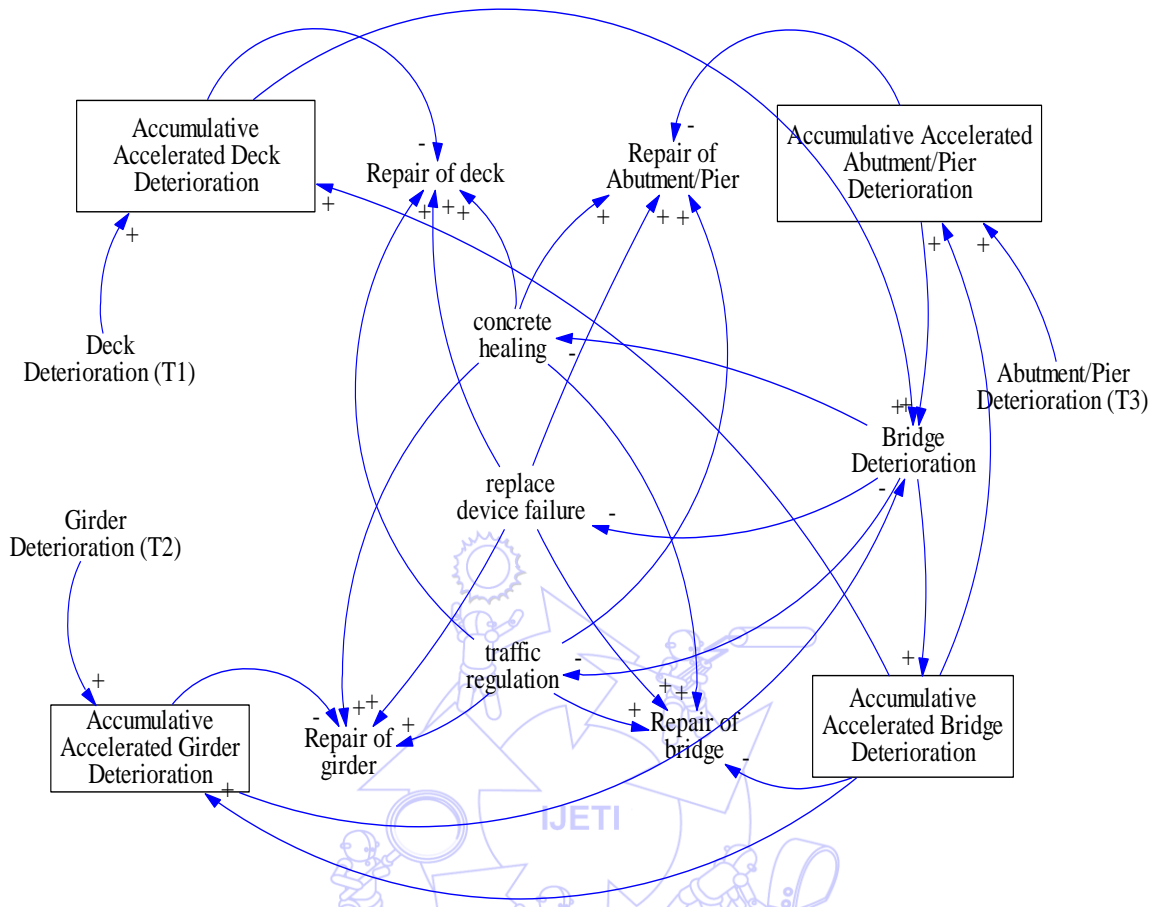 Accumulative
Accelerated Deck
Deterioration
-
Repair of deck
+
+
+
+
+
Repair of
Abutment/Pier
-
+
+
+
Accumulative Accelerated
Abutment/Pier
Deterioration
+
+
Deck
Deterioration (T1)
concrete
healing
-
Abutment/Pier
Deterioration (T3)
+
+
Bridge
Deterioration
-
replace
device failure
-
Girder
Deterioration (T2)
+
traffic
regulation
-
Accumulative
Accelerated Girder
Deterioration
+
-
+
+
+
Repair of
girder
+
+
+
Repair of
bridge
-
+
Accumulative
Accelerated Bridge
Deterioration
IJETI